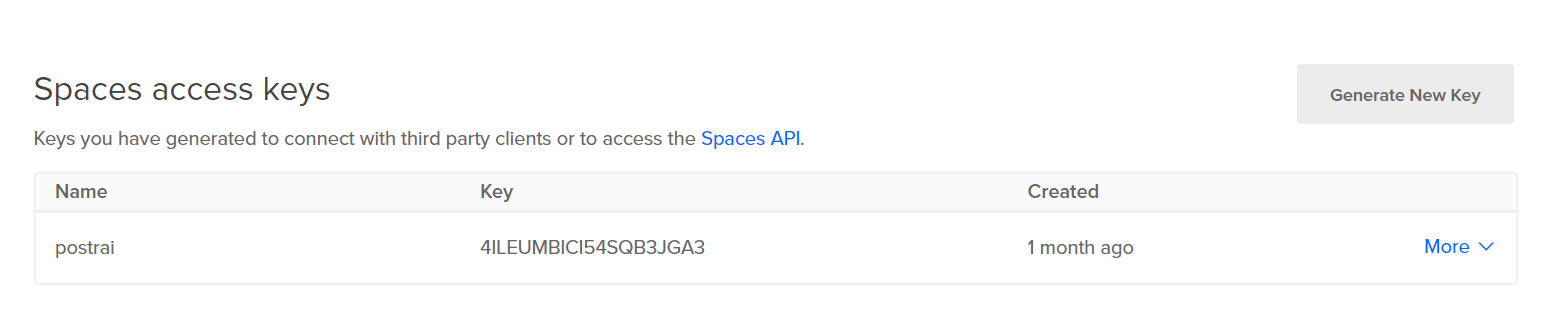 Spaces access keys
Generate New Key
Keys you have generated to connect with third party clients or to access the Spaces API.
Name Key Created
postrai 4ILEUMBICI54SQB3JGA3 1 month ago More